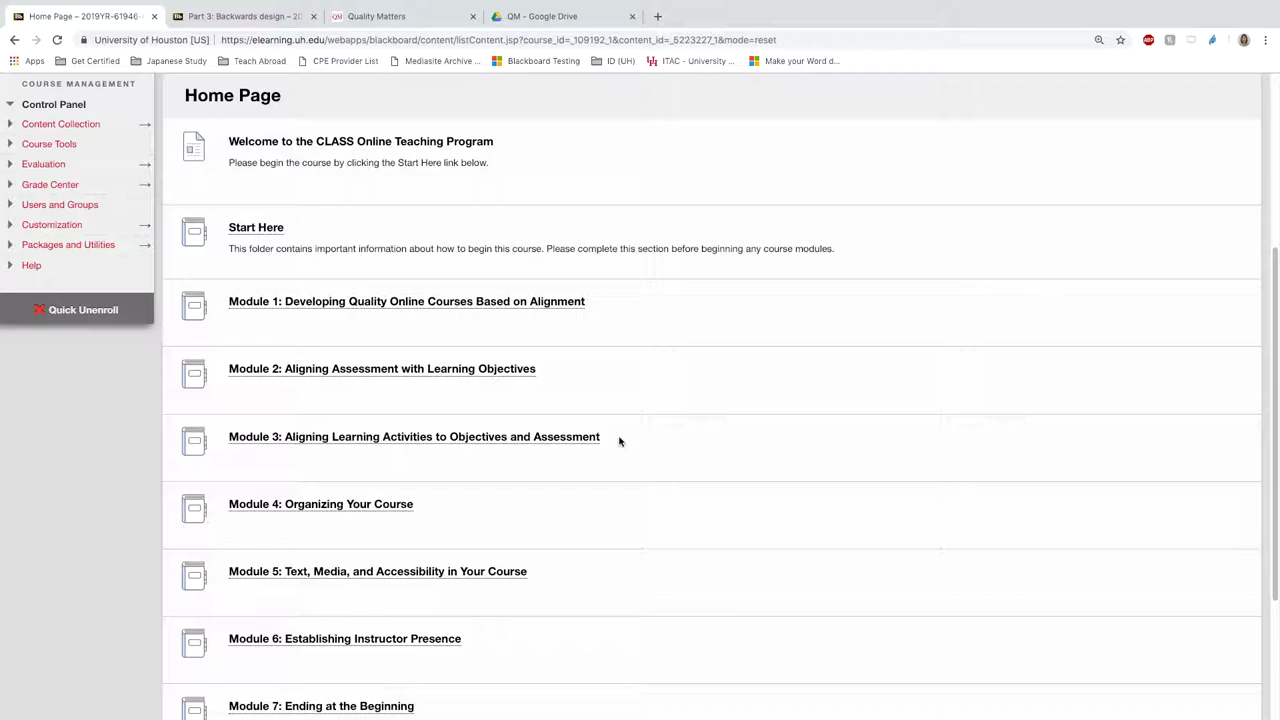 Home Page – 2019YR-61946-
Part 3: Backwards design – 20
Quality Matters
QM - Google Drive
University of Houston [US]
https://elearning.uh.edu/webapps/blackboard/content/listContent.jsp?course_id=_109192_1&content_id=_5223227_1&mode=reset
Apps
Get Certified
Japanese Study
Teach Abroad
CPE Provider List
Mediasite Archive ...
Blackboard Testing
ID (UH)
ITAC - University ...
Make your Word d...
COURSE MANAGEMENT
Control Panel
Content Collection
Course Tools
Evaluation
Grade Center
Users and Groups
Customization
Packages and Utilities
Help
Quick Unenroll
Home Page
Welcome to the CLASS Online Teaching Program
Please begin the course by clicking the Start Here link below.
Start Here
This folder contains important information about how to begin this course. Please complete this section before beginning any course modules.
Module 1: Developing Quality Online Courses Based on Alignment
Module 2: Aligning Assessment with Learning Objectives
Module 3: Aligning Learning Activities to Objectives and Assessment
Module 4: Organizing Your Course
Module 5: Text, Media, and Accessibility in Your Course
Module 6: Establishing Instructor Presence
Module 7: Ending at the Beginning